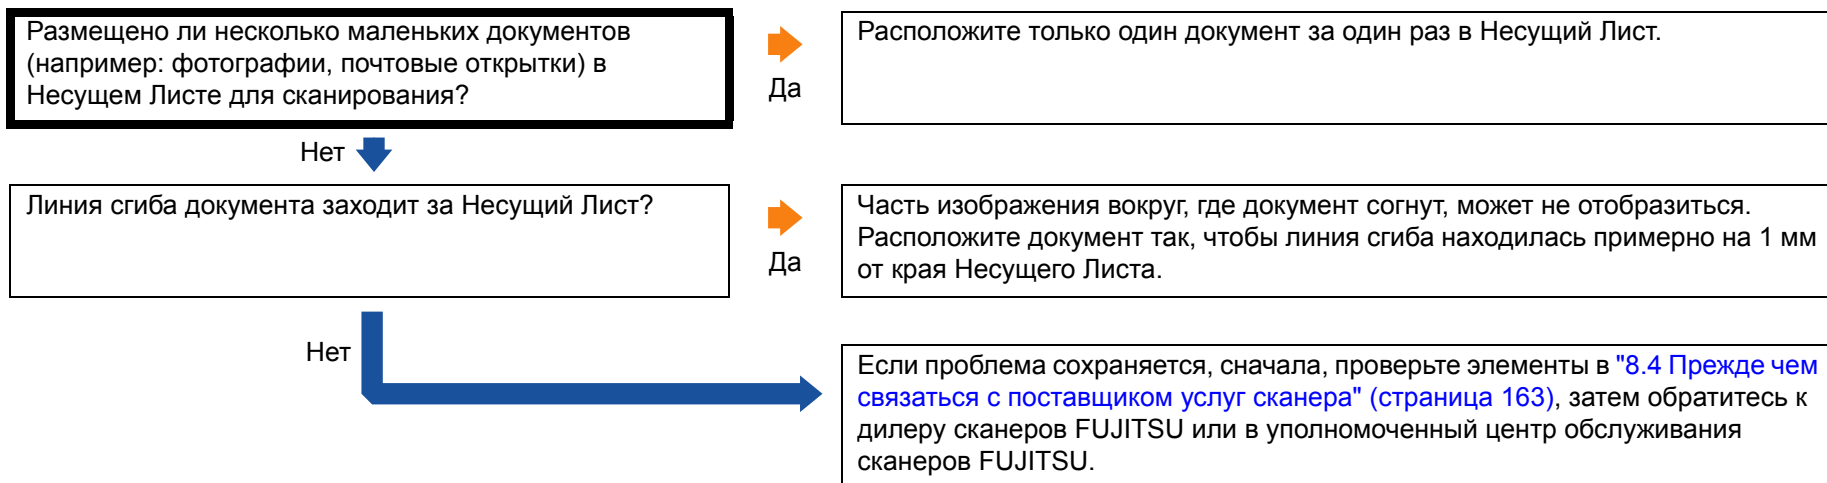 Размещено ли несколько маленьких документов
(например: фотографии, почтовые открытки) в
Несущем Листе для сканирования?
Да
Расположите только один документ за один раз в Несущий Лист.
Нет
Линия сгиба документа заходит за Несущий Лист?
Да
Часть изображения вокруг, где документ согнут, может не отобразиться.
Расположите документ так, чтобы линия сгиба находилась примерно на 1 мм
от края Несущего Листа.
Нет
Если проблема сохраняется, сначала, проверьте элементы в "8.4 Прежде чем
связаться с поставщиком услуг сканера" (страница 163), затем обратитесь к
дилеру сканеров FUJITSU или в уполномоченный центр обслуживания
сканеров FUJITSU.